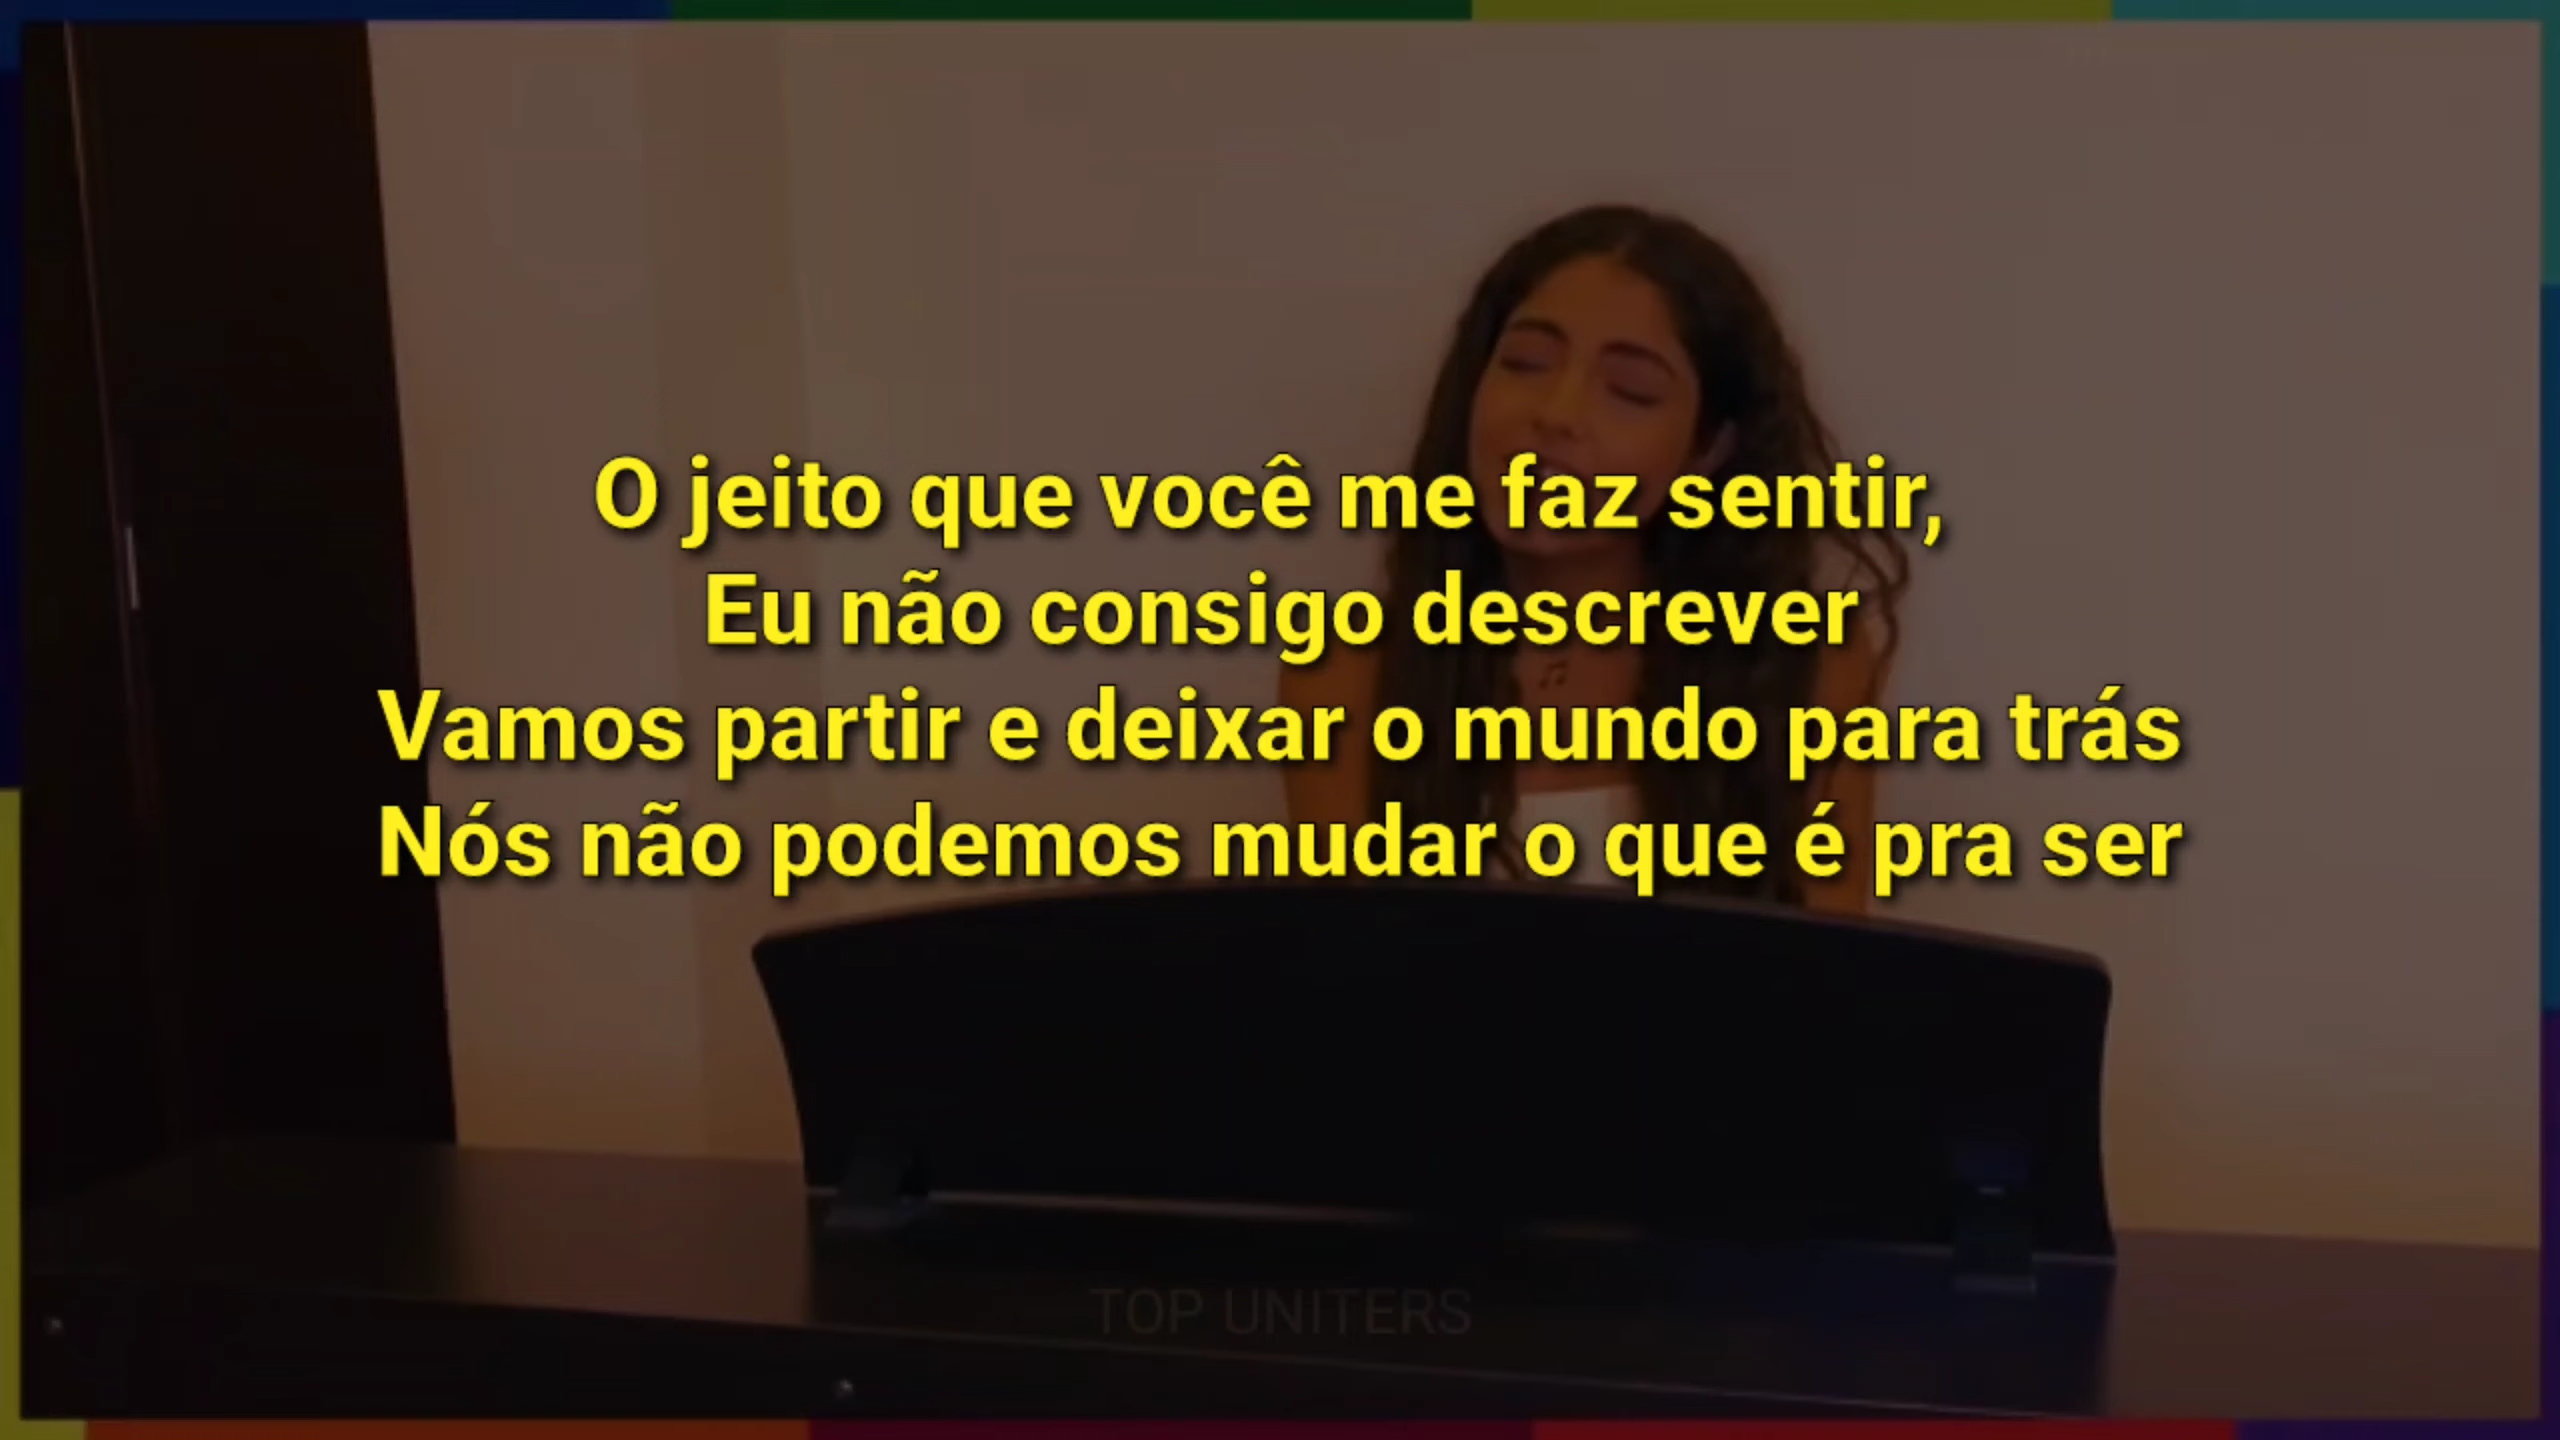 O jeito que você me faz sentir,
Eu não consigo descrever
Vamos partir e deixar o mundo para trás
Nós não podemos mudar o que é pra ser
TOP UNITERS